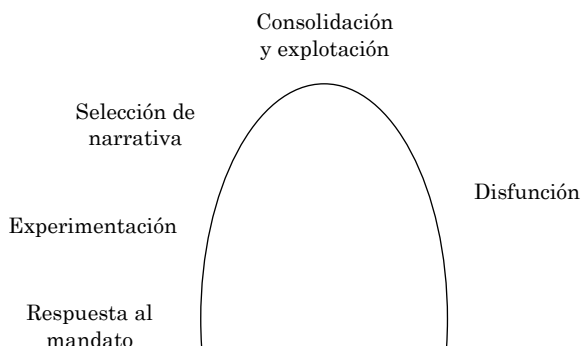 Consolidación
y explotación
Selección de
narrativa
Disfunción
Experimentación
Respuesta al
mandato